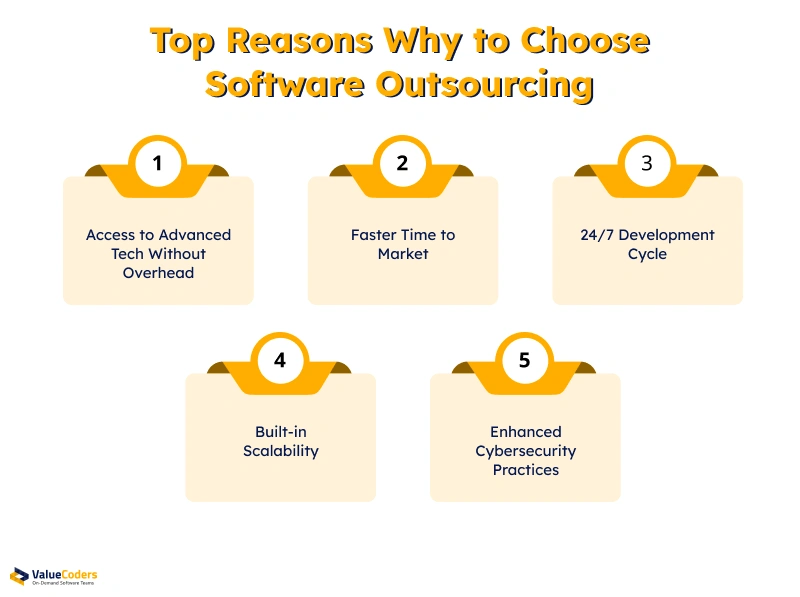 Top Reasons Why to Choose
Software Outsourcing
1
Access to Advanced
Tech Without
Overhead
2
Faster Time to
Market
3
24/7 Development
Cycle
4
Built-in
Scalability
5
Enhanced
Cybersecurity
Practices
ValueCoders
On-Demand Software Teams